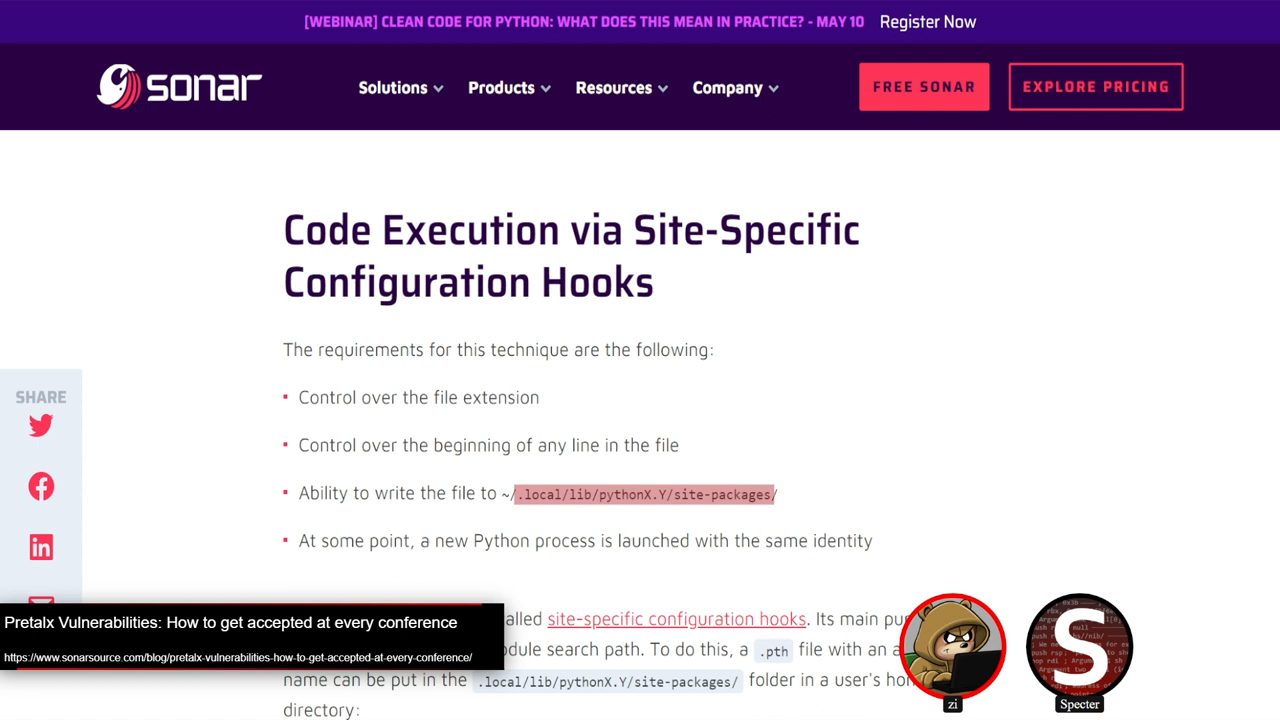 [WEBINAR] CLEAN CODE FOR PYTHON: WHAT DOES THIS MEAN IN PRACTICE? - MAY 10 Register Now
sonar Solutions Products Resources Company FREE SONAR EXPLORE PRICING
Code Execution via Site-Specific
Configuration Hooks
The requirements for this technique are the following:
Control over the file extension
Control over the beginning of any line in the file
Ability to write the file to ~/.local/lib/pythonX.Y/site-packages/
At some point, a new Python process is launched with the same identity
SHARE
alled site-specific configuration hooks. Its main pu
odule search path. To do this, a .pth file with an a
name can be put in the .local/lib/pythonX.Y/site-packages/ folder in a user's hon
directory:
Pretalx Vulnerabilities: How to get accepted at every conference
https://www.sonarsource.com/blog/pretalx-vulnerabilities-how-to-get-accepted-at-every-conference/
zi
S
Specter